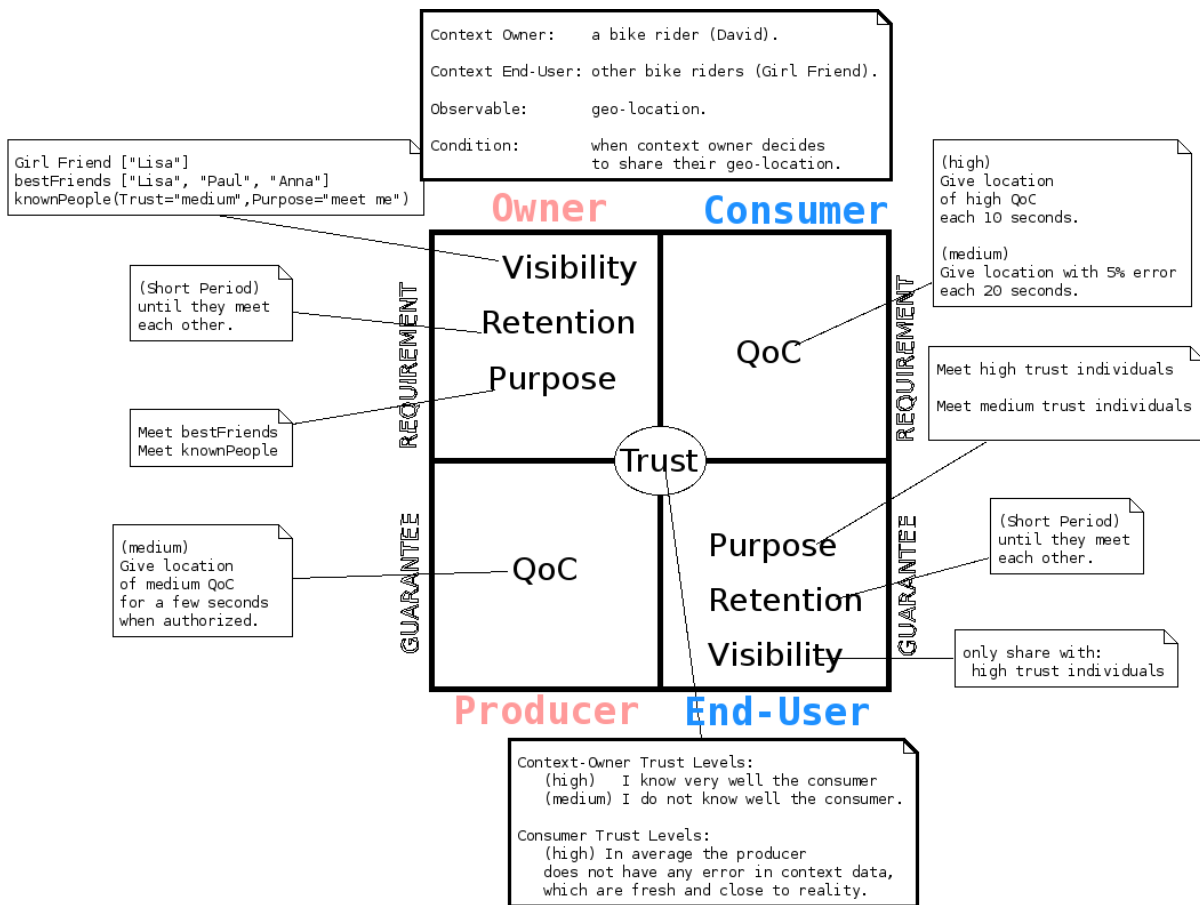 Context Owner: a bike rider (David).
Context End-User: other bike riders (Girl Friend).
Observable: geo-location.
Condition: when context owner decides
to share their geo-location.
Girl Friend ["Lisa"]
bestFriends ["Lisa", "Paul", "Anna"]
knownPeople(Trust="medium",Purpose="meet me")
(high)
Give location
of high QoC
each 10 seconds.
(medium)
Give location with 5% error
each 20 seconds.
Owner
Consumer
REQUIREMENT
Visibility
Retention
Purpose
QoC
REQUIREMENT
(Short Period)
until they meet
each other.
Meet bestFriends
Meet knownPeople
Meet high trust individuals
Meet medium trust individuals
Trust
GUARANTEE
QoC
Purpose
Retention
Visibility
GUARANTEE
(medium)
Give location
of medium QoC
for a few seconds
when authorized.
(Short Period)
until they meet
each other.
only share with:
high trust individuals
Producer
End-User
Context-Owner Trust Levels:
(high) I know very well the consumer
(medium) I do not know well the consumer.
Consumer Trust Levels:
(high) In average the producer
does not have any error in context data,
which are fresh and close to reality.